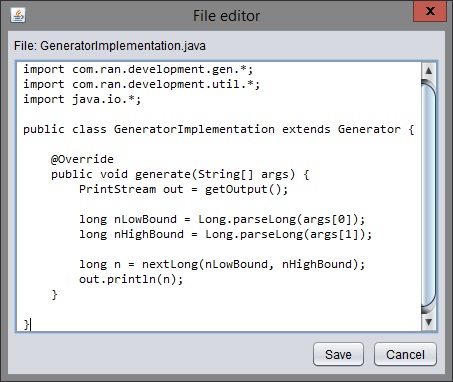 File editor
x
File: GeneratorImplementation.java
import com.ran.development.gen.*;
import com.ran.development.util.*;
import java.io.*;
public class GeneratorImplementation extends Generator {
@Override
public void generate(String[] args) {
PrintStream out = getOutput();
long nLowBound = Long.parseLong(args[0]);
long nHighBound = Long.parseLong(args[1]);
long n = nextLong(nLowBound, nHighBound);
out.println(n);
}
}
Save Cancel